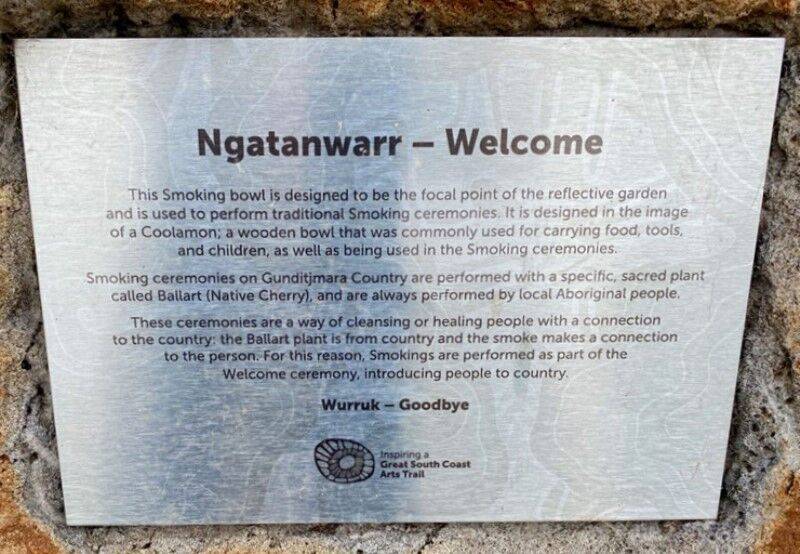 Ngatanwarr – Welcome
This Smoking bowl is designed to be the focal point of the reflective garden
and is used to perform traditional Smoking ceremonies. It is designed in the image
of a Coolamon; a wooden bowl that was commonly used for carrying food, tools,
and children, as well as being used in the Smoking ceremonies.
Smoking ceremonies on Gunditjmara Country are performed with a specific, sacred plant
called Ballart (Native Cherry), and are always performed by local Aboriginal people.
These ceremonies are a way of cleansing or healing people with a connection
to the country: the Ballart plant is from country and the smoke makes a connection
to the person. For this reason, Smokings are performed as part of the
Welcome ceremony, introducing people to country.
Wurruk – Goodbye
Inspiring a
Great South Coast
Arts Trail